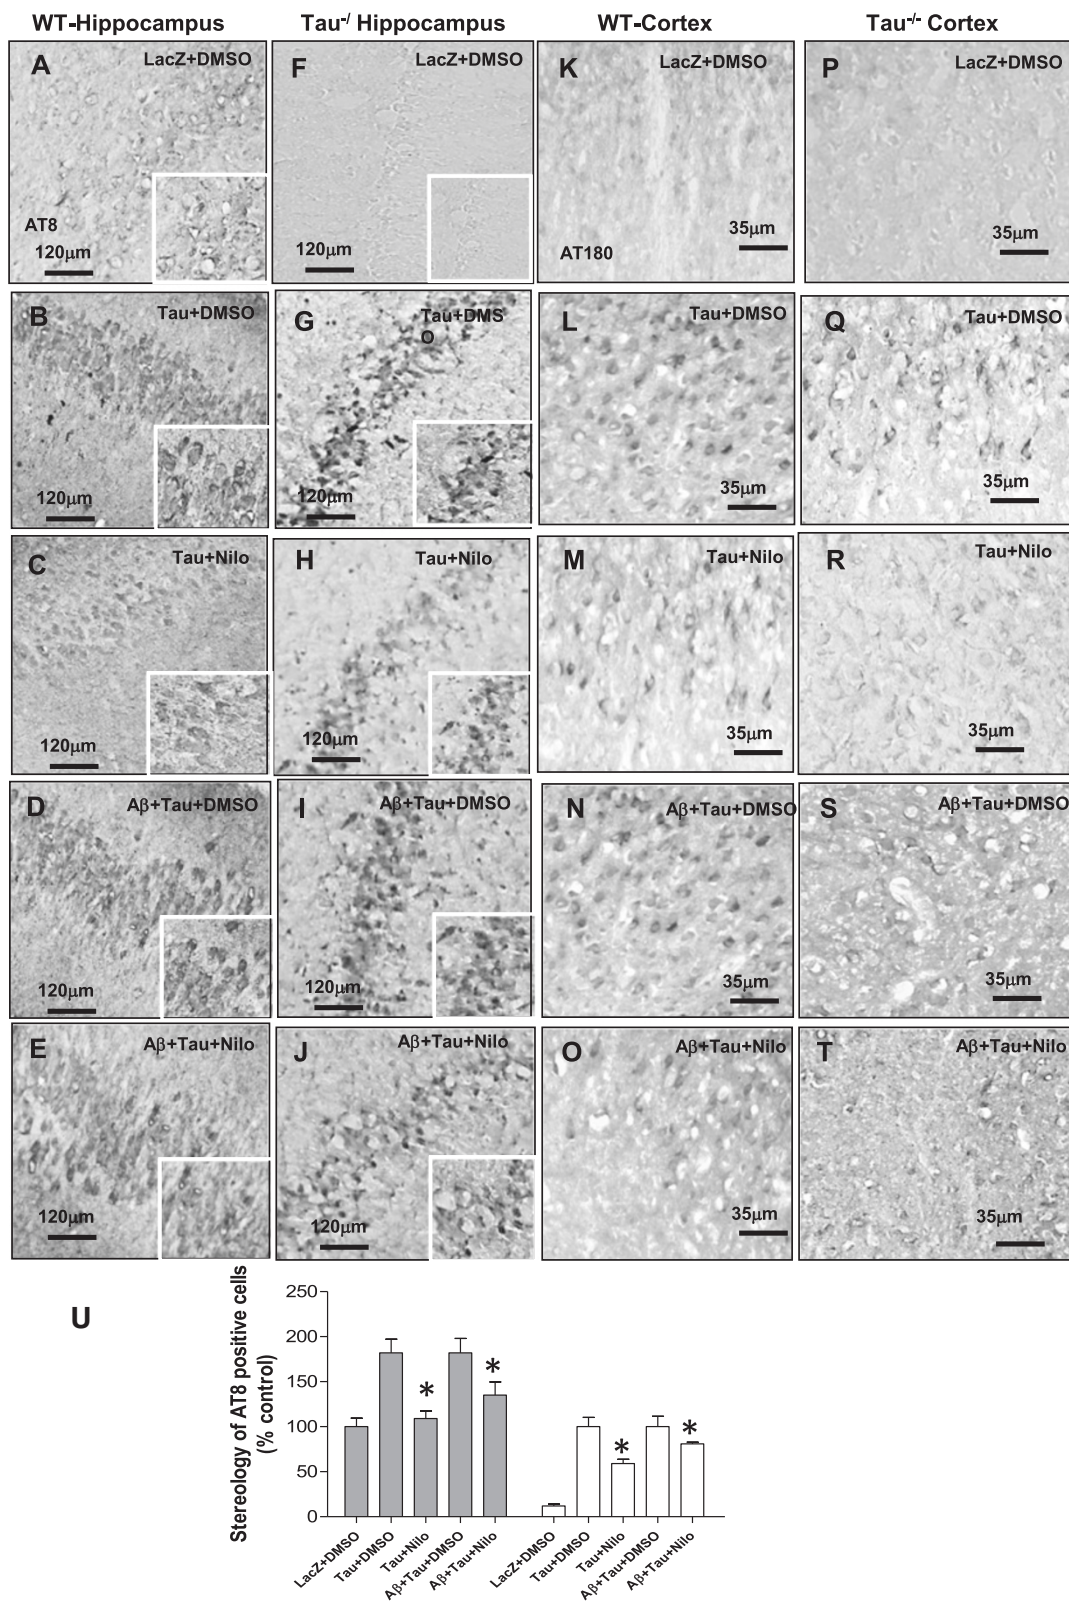 WT-Hippocampus
Tau-/ Hippocampus
WT-Cortex
Tau-/- Cortex
A
LacZ+DMSO
AT8
120µm
F
LacZ+DMSO
120µm
K
LacZ+DMSO
AT180
35µm
P
LacZ+DMSO
35µm
B
Tau+DMSO
120µm
G
Tau+DMS
O
120µm
L
Tau+DMSO
35µm
Q
Tau+DMSO
35µm
C
Tau+Nilo
120µm
H
Tau+Nilo
120µm
M
Tau+Nilo
35µm
R
Tau+Nilo
35µm
D
Aβ+Tau+DMSO
120µm
I
Aβ+Tau+DMSO
120µm
N
Aβ+Tau+DMSO
35µm
S
Aβ+Tau+DMSO
35µm
E
Aβ+Tau+Nilo
120µm
J
Aβ+Tau+Nilo
120µm
O
Aβ+Tau+Nilo
35µm
T
Aβ+Tau+Nilo
35µm
U
Stereology of AT8 positive cells
(% control)
250
200
150
100
50
0
*
*
*
*
LacZ+DMSO
Tau+DMSO
Tau+Nilo
Aβ+Tau+DMSO
Aβ+Tau+Nilo
LacZ+DMSO
Tau+DMSO
Tau+Nilo
Aβ+Tau+DMSO
Aβ+Tau+Nilo